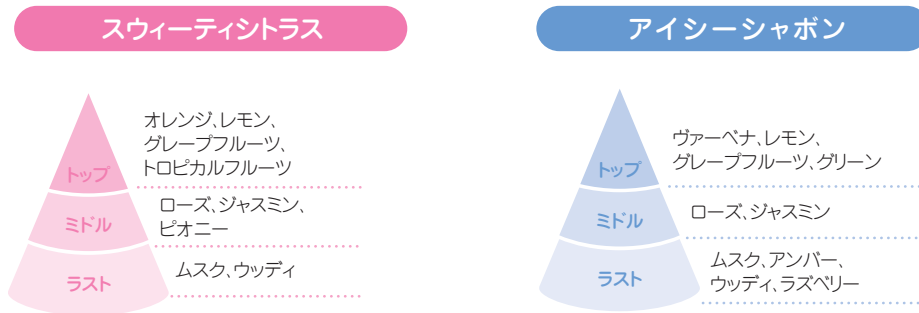 スウィーティシトラス
トップ
オレンジ、レモン、
グレープフルーツ、
トロピカルフルーツ
ミドル
ローズ、ジャスミン、
ピオニー
ラスト
ムスク、ウッディ
アイシーシャボン
トップ
ヴァーベナ、レモン、
グレープフルーツ、グリーン
ミドル
ローズ、ジャスミン
ラスト
ムスク、アンバー、
ウッディ、ラズベリー